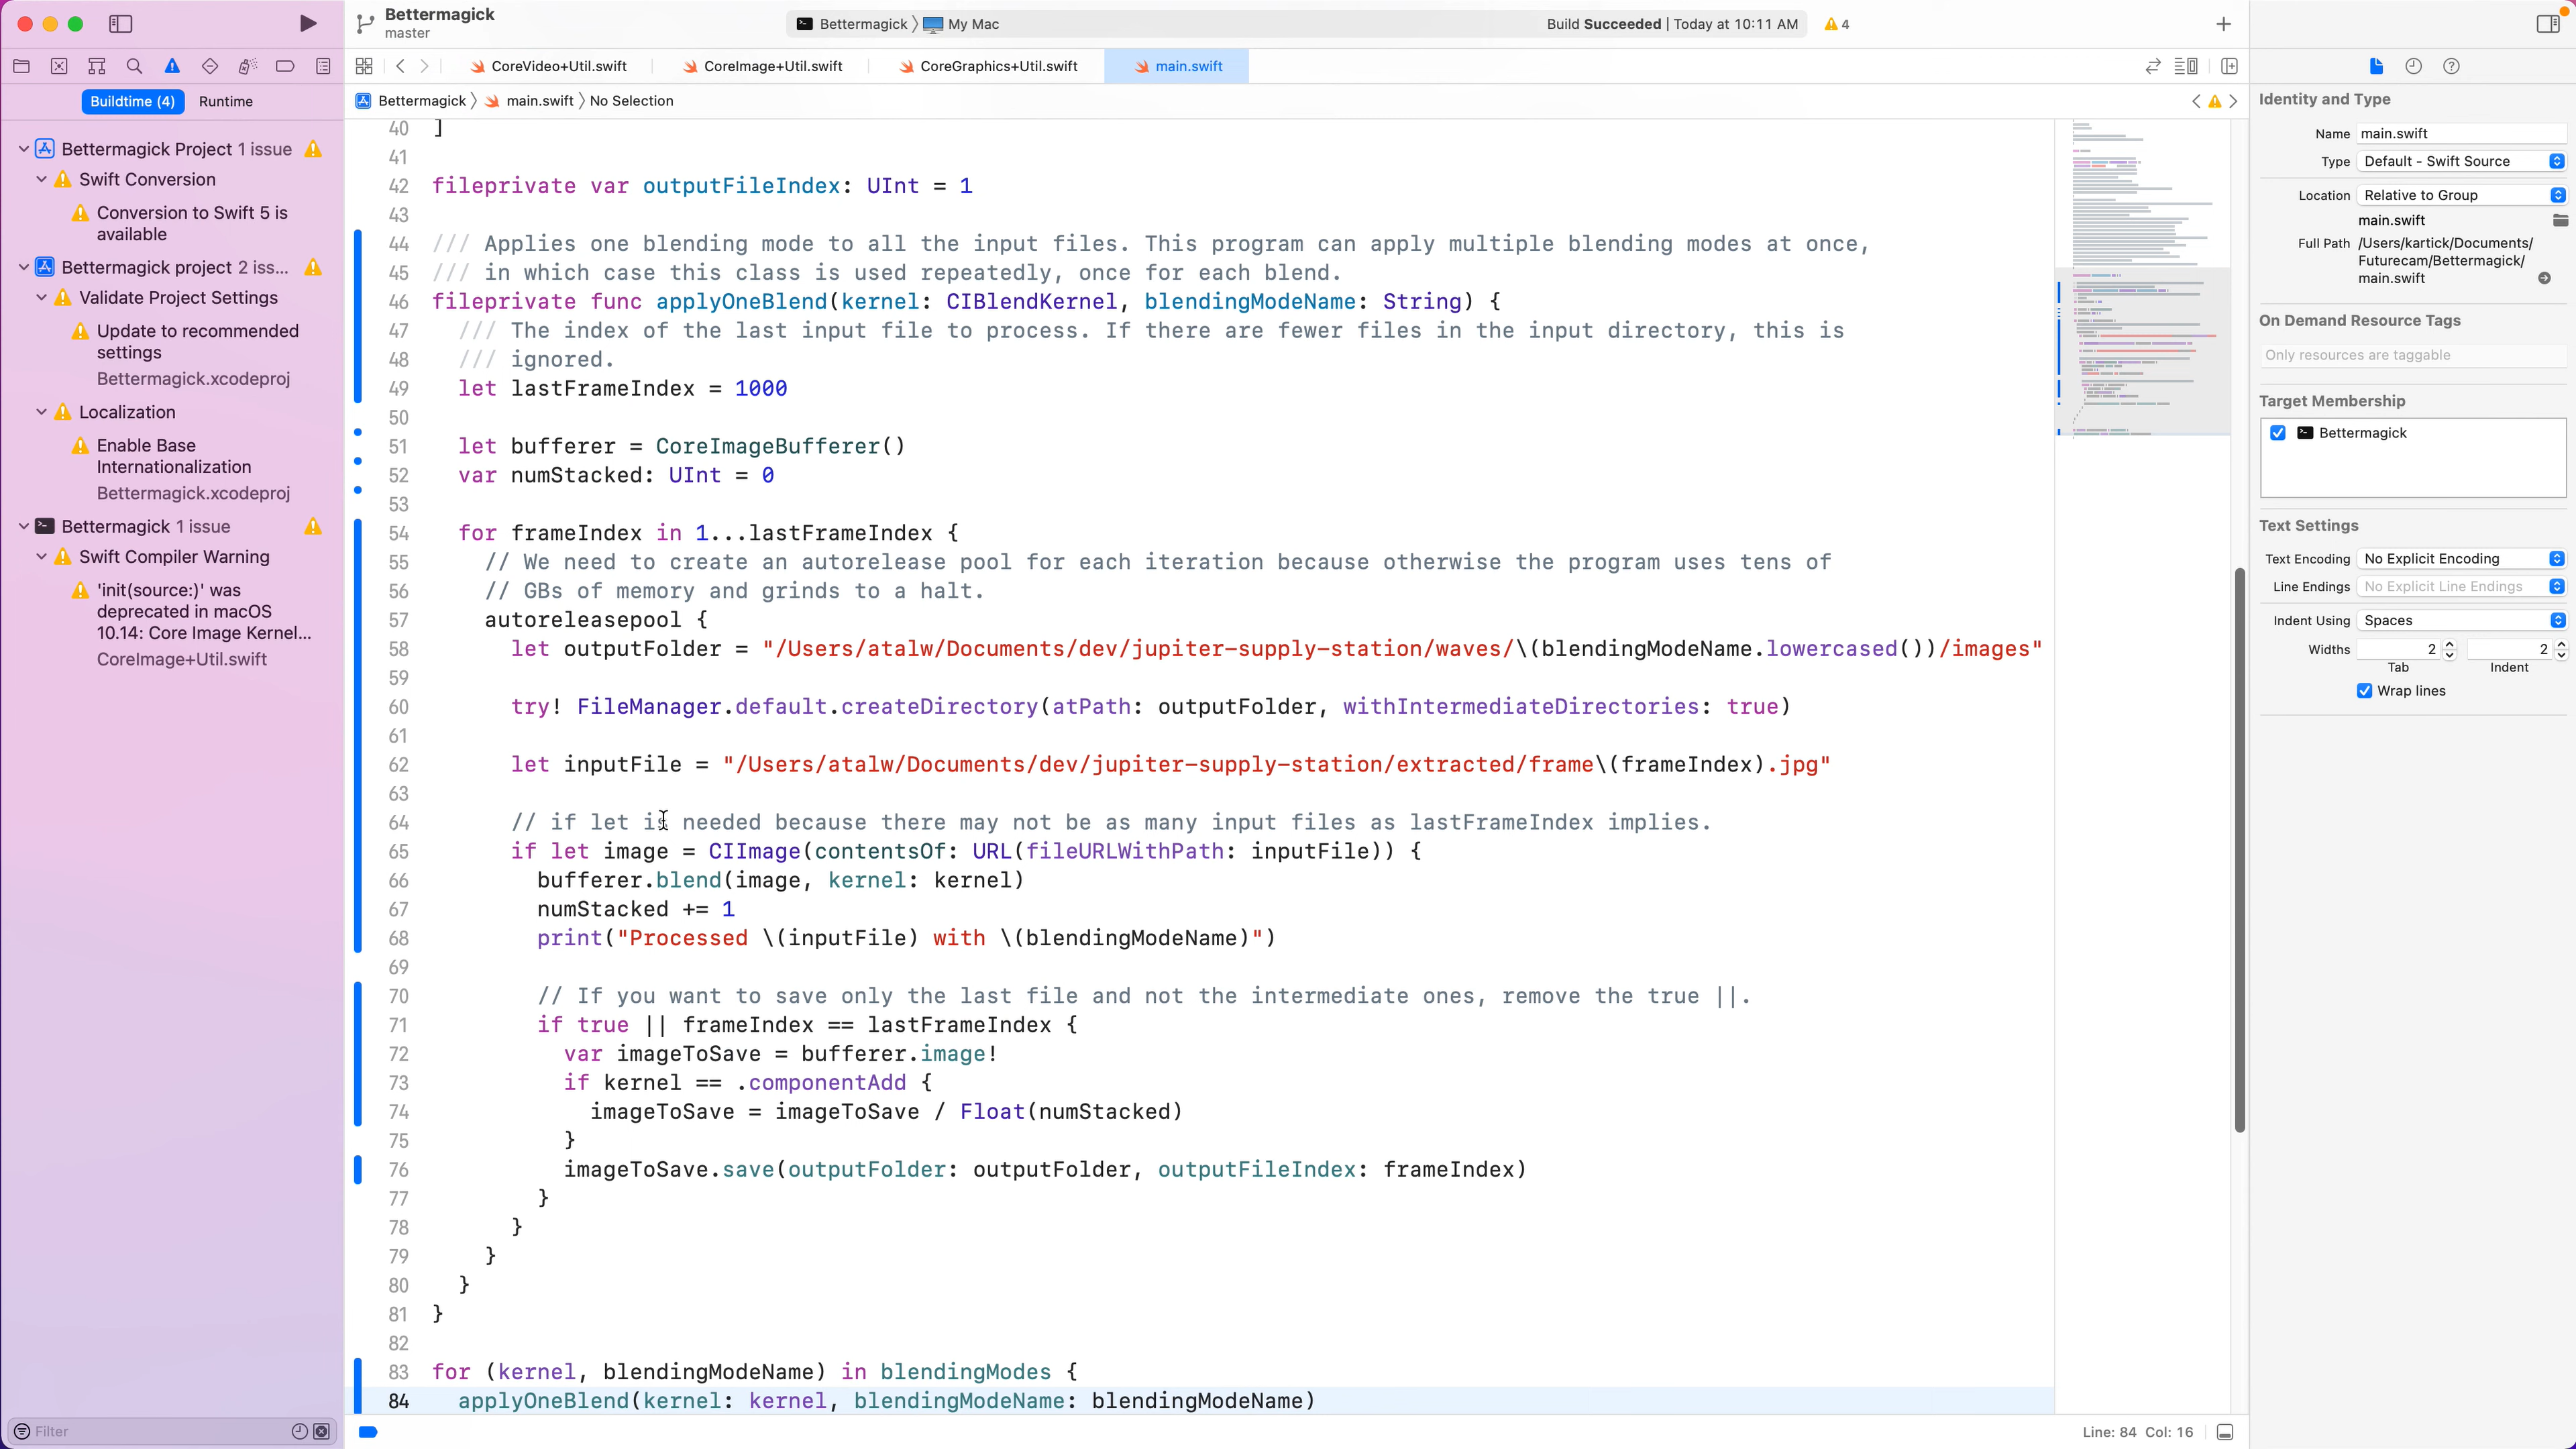 Bettermagick
master
Bettermagick 〉 My Mac
Build Succeeded | Today at 10:11 AM
4
CoreVideo+Util.swift
CoreImage+Util.swift
CoreGraphics+Util.swift
main.swift
Buildtime (4)
Runtime
Bettermagick 〉 main.swift 〉 No Selection
Bettermagick Project 1 issue
Swift Conversion
Conversion to Swift 5 is
available
Bettermagick project 2 iss...
Validate Project Settings
Update to recommended
settings
Bettermagick.xcodeproj
Localization
Enable Base
Internationalization
Bettermagick.xcodeproj
Bettermagick 1 issue
Swift Compiler Warning
'init(source:)' was
deprecated in macOS
10.14: Core Image Kernel...
CoreImage+Util.swift
Filter
40 ]
41
42 fileprivate var outputFileIndex: UInt = 1
43
44 /// Applies one blending mode to all the input files. This program can apply multiple blending modes at once,
45 /// in which case this class is used repeatedly, once for each blend.
46 fileprivate func applyOneBlend(kernel: CIBlendKernel, blendingModeName: String) {
47 /// The index of the last input file to process. If there are fewer files in the input directory, this is
48 /// ignored.
49 let lastFrameIndex = 1000
50
51 let bufferer = CoreImageBufferer()
52 var numStacked: UInt = 0
53
54 for frameIndex in 1...lastFrameIndex {
55 // We need to create an autorelease pool for each iteration because otherwise the program uses tens of
56 // GBs of memory and grinds to a halt.
57 autoreleasepool {
58 let outputFolder = "/Users/atalw/Documents/dev/jupiter-supply-station/waves/\(blendingModeName.lowercased())/images"
59
60 try! FileManager.default.createDirectory(atPath: outputFolder, withIntermediateDirectories: true)
61
62 let inputFile = "/Users/atalw/Documents/dev/jupiter-supply-station/extracted/frame\(frameIndex).jpg"
63
64 // if let is needed because there may not be as many input files as lastFrameIndex implies.
65 if let image = CIImage(contentsOf: URL(fileURLWithPath: inputFile)) {
66 bufferer.blend(image, kernel: kernel)
67 numStacked += 1
68 print("Processed \(inputFile) with \(blendingModeName)")
69
70 // If you want to save only the last file and not the intermediate ones, remove the true ||.
71 if true || frameIndex == lastFrameIndex {
72 var imageToSave = bufferer.image!
73 if kernel == .componentAdd {
74 imageToSave = imageToSave / Float(numStacked)
75 }
76 imageToSave.save(outputFolder: outputFolder, outputFileIndex: frameIndex)
77 }
78 }
79 }
80 }
81 }
82
83 for (kernel, blendingModeName) in blendingModes {
84 applyOneBlend(kernel: kernel, blendingModeName: blendingModeName)
Line: 84 Col: 16
Identity and Type
Name main.swift
Type Default - Swift Source
Location Relative to Group
main.swift
Full Path /Users/kartick/Documents/
Futurecam/Bettermagick/
main.swift
On Demand Resource Tags
Only resources are taggable
Target Membership
Bettermagick
Text Settings
Text Encoding No Explicit Encoding
Line Endings No Explicit Line Endings
Indent Using Spaces
Widths 2 2
Tab Indent
Wrap lines